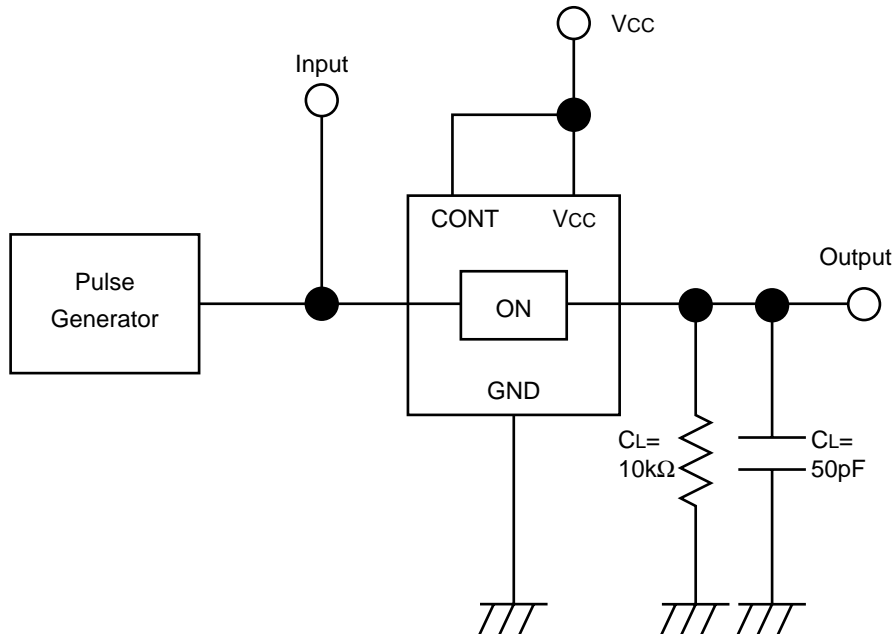 Vcc
Input
CONT
Vcc
Pulse
Generator
ON
Output
GND
CL=
10kΩ
CL=
50pF